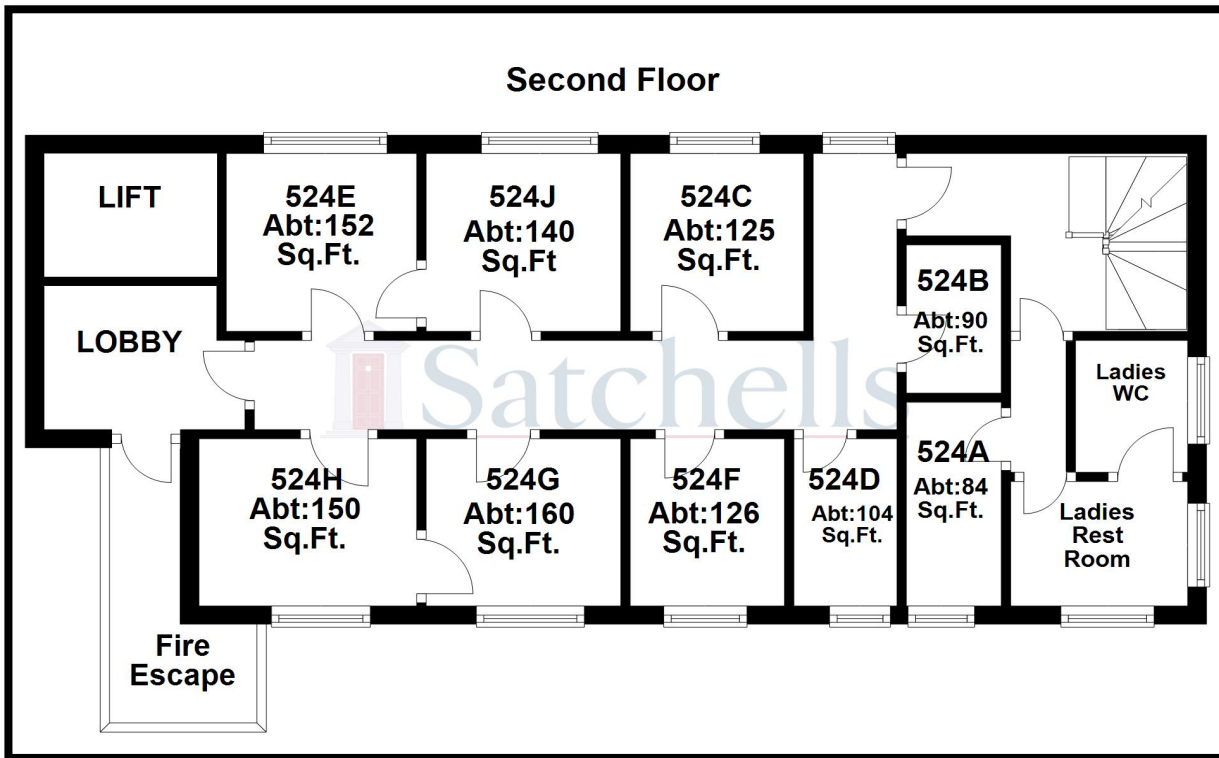 Second Floor
LIFT
524E
Abt:152
Sq.Ft.
524J
Abt:140
Sq.Ft
524C
Abt:125
Sq.Ft.
524B
Abt:90
Sq.Ft.
LOBBY
Satchells
Ladies
WC
524H
Abt:150
Sq.Ft.
524G
Abt:160
Sq.Ft.
524F
Abt:126
Sq.Ft.
524D
Abt:104
Sq.Ft.
524A
Abt:84
Sq.Ft.
Ladies
Rest
Room
Fire
Escape